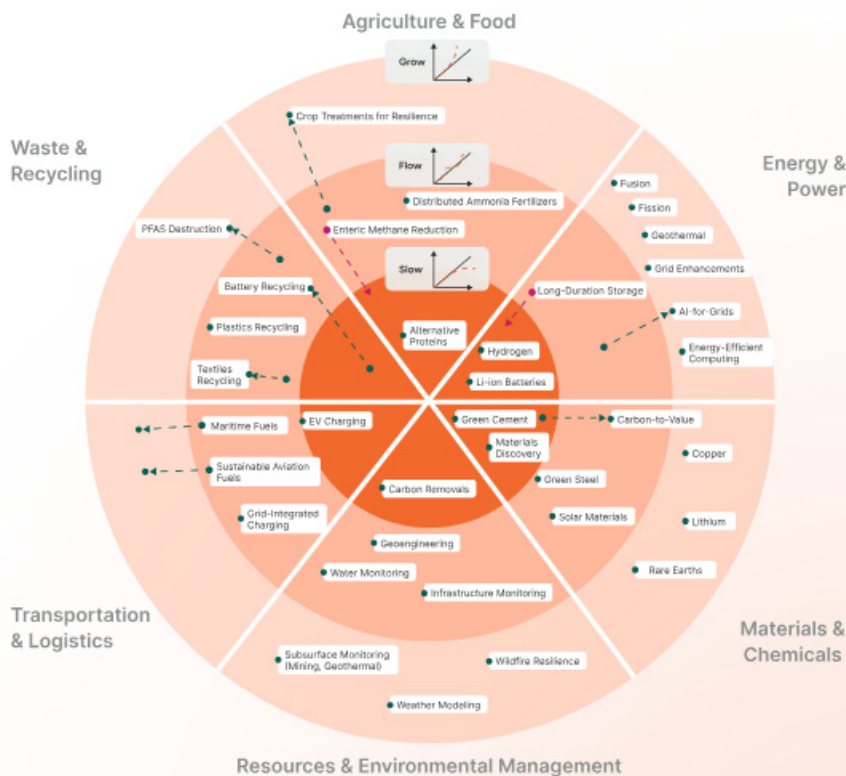 Agriculture & Food
Grow
Crop Treatments for Resilience
Waste &
Recycling
Energy &
Power
Flow
Fusion
Distributed Ammonia Fertilizers
Fission
PFAS Destruction
Enteric Methane Reduction
Geothermal
Slow
Grid Enhancements
Battery Recycling
Long-Duration Storage
AI-for-Grids
Plastics Recycling
Alternative
Proteins
Hydrogen
Energy-Efficient
Computing
Textiles
Recycling
Li-ion Batteries
Maritime Fuels
EV Charging
Green Cement
Carbon-to-Value
Materials
Discovery
Copper
Sustainable Aviation
Fuels
Green Steel
Carbon Removals
Grid-Integrated
Charging
Solar Materials
Lithium
Geoengineering
Water Monitoring
Rare Earths
Infrastructure Monitoring
Transportation
& Logistics
Materials &
Chemicals
Subsurface Monitoring
(Mining, Geothermal)
Wildfire Resilience
Weather Modeling
Resources & Environmental Management